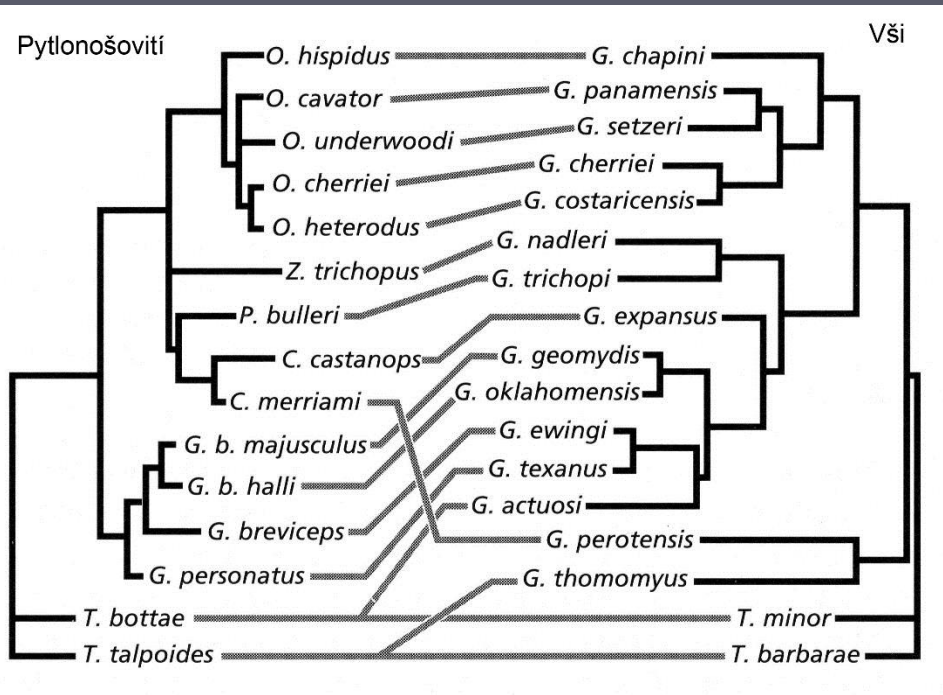 Pytlonošovití
Vši
O. hispidus G. chapini
O. cavator G. panamensis
O. underwoodi G. setzeri
O. cherriei G. cherriei
O. heterodus G. costaricensis
Z. trichopus G. nadleri
G. trichopi
P. bulleri G. expansus
C. castanops G. geomydis
C. merriami G. oklahomensis
G. b. majusculus G. ewingi
G. b. halli G. texanus
G. breviceps G. actuosi
G. personatus G. perotensis
G. thomomyus
T. bottae T. minor
T. talpoides T. barbarae